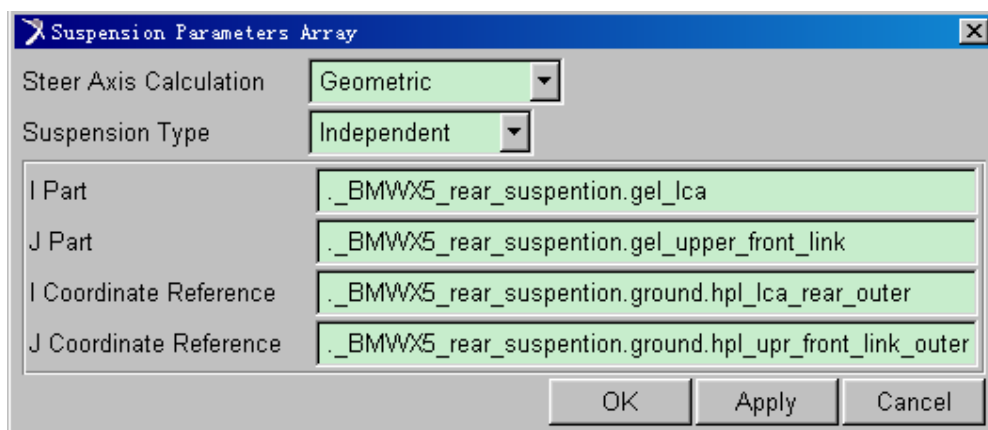 Suspension Parameters Array
Steer Axis Calculation Geometric
Suspension Type Independent
I Part ._BMWX5_rear_suspention.gel_lca
J Part ._BMWX5_rear_suspention.gel_upper_front_link
I Coordinate Reference ._BMWX5_rear_suspention.ground.hpl_lca_rear_outer
J Coordinate Reference ._BMWX5_rear_suspention.ground.hpl_upr_front_link_outer
OK Apply Cancel